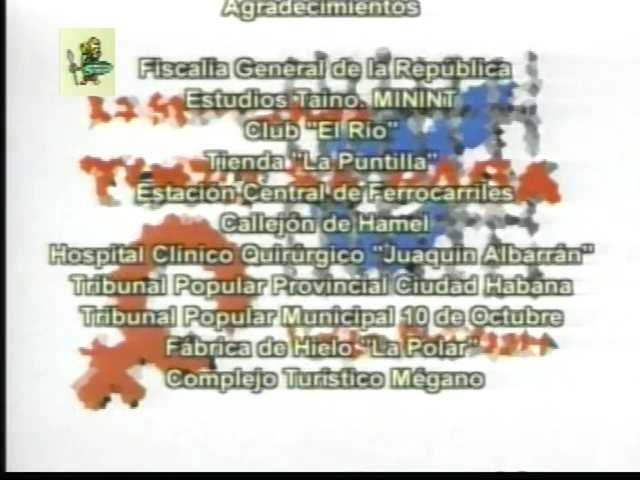 Agradecimientos
Fiscalía General de la República
Estudios Taino. MININT
Club "El Río"
Tienda "La Puntilla"
Estación Central de Ferrocarriles
Callejón de Hamel
Hospital Clínico Quirúrgico "Juaquin Albarrán"
Tribunal Popular Provincial Ciudad Habana
Tribunal Popular Municipal 10 de Octubre
Fábrica de Hielo "La Polar"
Complejo Turístico Mégano